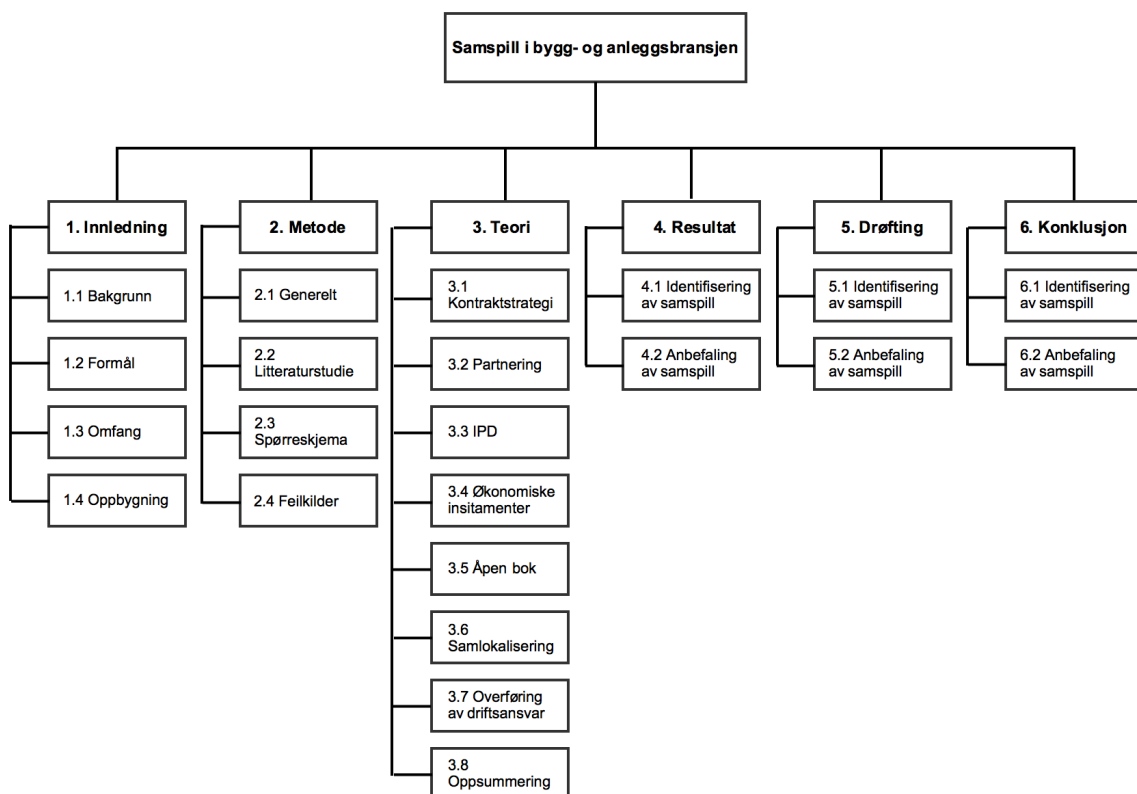 Samspill i bygg- og anleggsbransjen
1. Innledning
1.1 Bakgrunn
1.2 Formål
1.3 Omfang
1.4 Oppbygning
2. Metode
2.1 Generelt
2.2
Litteraturstudie
2.3
Spørreskjema
2.4 Feilkilder
3. Teori
3.1
Kontraktstrategi
3.2 Partnering
3.3 IPD
3.4 Økonomiske
insitamenter
3.5 Åpen bok
3.6
Samlokalisering
3.7 Overføring
av driftsansvar
3.8
Oppsummering
4. Resultat
4.1 Identifisering
av samspill
4.2 Anbefaling
av samspill
5. Drøfting
5.1 Identifisering
av samspill
5.2 Anbefaling
av samspill
6. Konklusjon
6.1 Identifisering
av samspill
6.2 Anbefaling
av samspill